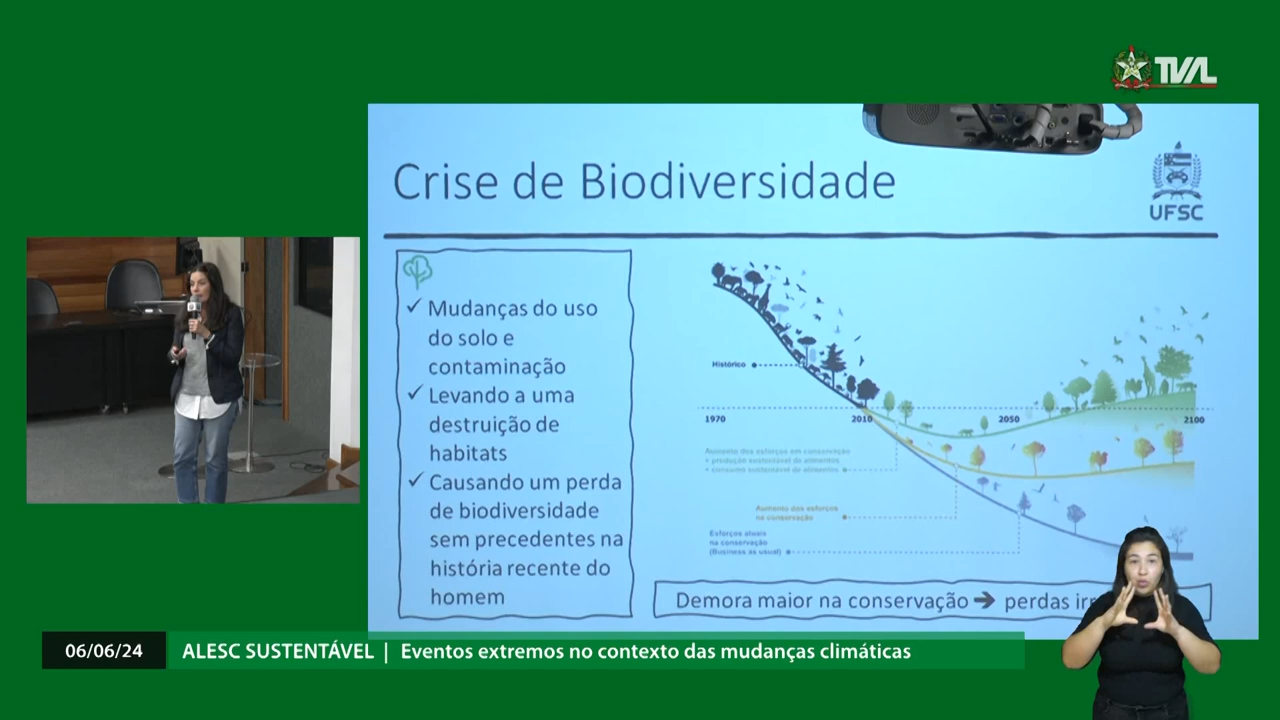 TVAL
Crise de Biodiversidade
UFSC
✓ Mudanças do uso
do solo e
contaminação
✓ Levando a uma
destruição de
habitats
✓ Causando um perda
de biodiversidade
sem precedentes na
história recente do
homem
Histórico
1970 2010 2050 2100
Aumento dos esforços em conservação
+ produção sustentável de alimentos
+ consumo sustentável de alimentos
Aumento dos esforços
na conservação
Esforços atuais
na conservação
(Business as usual)
Demora maior na conservação ➔ perdas irr
06/06/24 ALESC SUSTENTÁVEL | Eventos extremos no contexto das mudanças climáticas